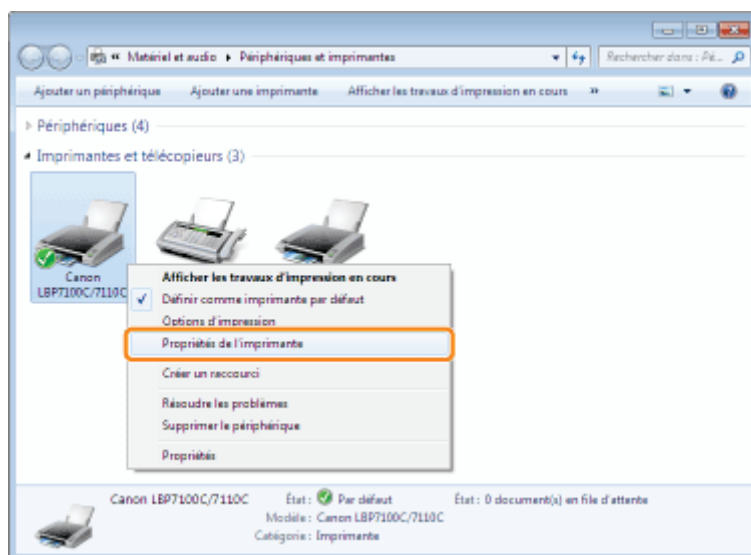 « Matériel et audio ▸ Périphériques et imprimantes
Rechercher dans : Pé...
Ajouter un périphérique Ajouter une imprimante Afficher les travaux d'impression en cours »
Périphériques (4)
Imprimantes et télécopieurs (3)
Canon
LBP7100C/7110C
Afficher les travaux d'impression en cours
Définir comme imprimante par défaut
Options d'impression
Propriétés de l'imprimante
Créer un raccourci
Résoudre les problèmes
Supprimer le périphérique
Propriétés
Canon LBP7100C/7110C État : Par défaut État : 0 document(s) en file d'attente
Modèle : Canon LBP7100C/7110C
Catégorie : Imprimante